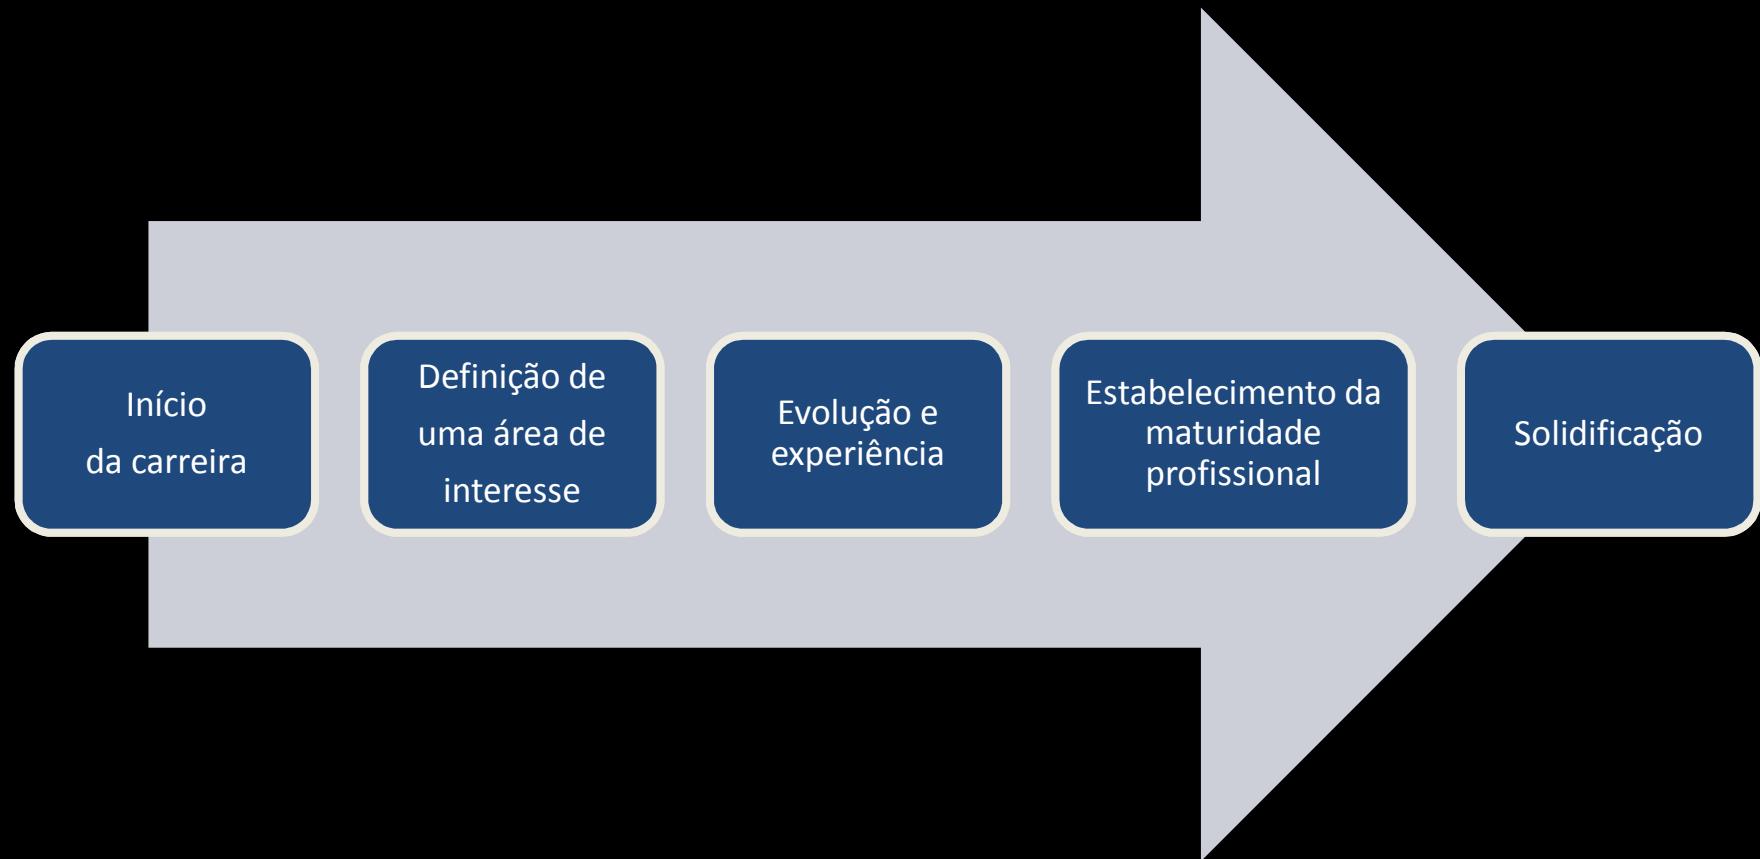 Início
da carreira
Definição de
uma área de
interesse
Evolução e
experiência
Estabelecimento da
maturidade
profissional
Solidificação